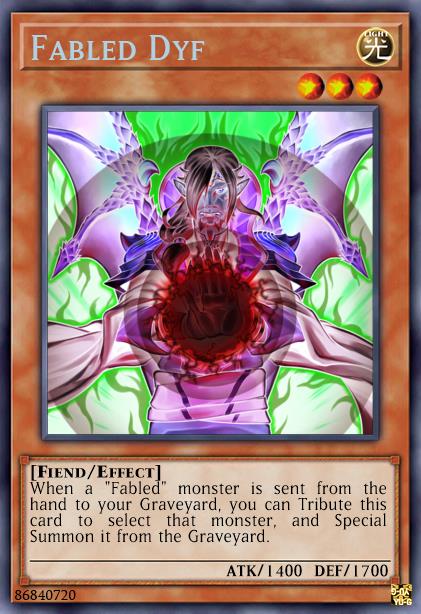 Fabled Dyf
LIGHT
光
[Fiend/Effect]
When a "Fabled" monster is sent from the
hand to your Graveyard, you can Tribute this
card to select that monster, and Special
Summon it from the Graveyard.
ATK/1400 DEF/1700
86840720